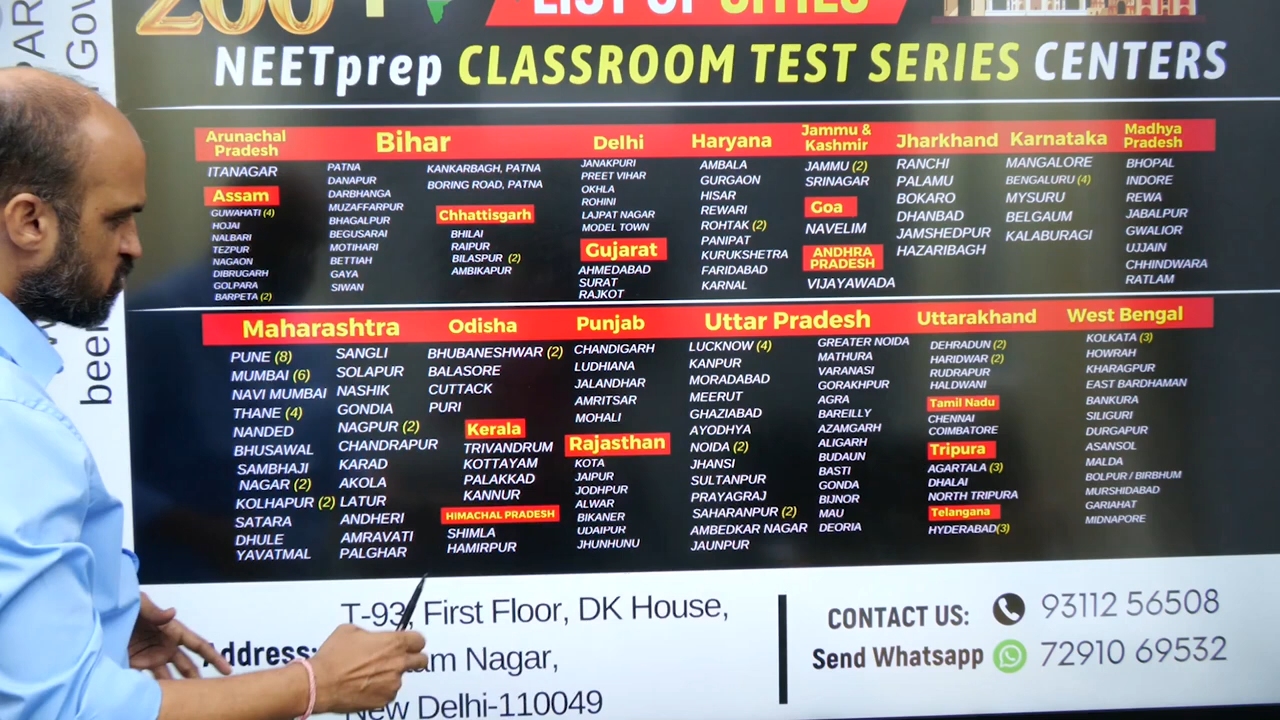 200+
LIST OF CITIES
NEETprep CLASSROOM TEST SERIES CENTERS
Arunachal Pradesh
ITANAGAR
Assam
GUWAHATI (4)
HOJAI
NALBARI
TEZPUR
NAGAON
DIBRUGARH
GOLPARA
BARPETA (2)
Bihar
PATNA
DANAPUR
DARBHANGA
MUZAFFARPUR
BHAGALPUR
BEGUSARAI
MOTIHARI
BETTIAH
GAYA
SIWAN
KANKARBAGH, PATNA
BORING ROAD, PATNA
Chhattisgarh
BHILAI
RAIPUR
BILASPUR (2)
AMBIKAPUR
Delhi
JANAKPURI
PREET VIHAR
OKHLA
ROHINI
LAJPAT NAGAR
MODEL TOWN
Gujarat
AHMEDABAD
SURAT
RAJKOT
Haryana
AMBALA
GURGAON
HISAR
REWARI
ROHTAK (2)
PANIPAT
KURUKSHETRA
FARIDABAD
KARNAL
Jammu & Kashmir
JAMMU (2)
SRINAGAR
Goa
NAVELIM
ANDHRA PRADESH
VIJAYAWADA
Jharkhand
RANCHI
PALAMU
BOKARO
DHANBAD
JAMSHEDPUR
HAZARIBAGH
Karnataka
MANGALORE
BENGALURU (4)
MYSURU
BELGAUM
KALABURAGI
Madhya Pradesh
BHOPAL
INDORE
REWA
JABALPUR
GWALIOR
UJJAIN
CHHINDWARA
RATLAM
Maharashtra
PUNE (8)
MUMBAI (6)
NAVI MUMBAI
THANE (4)
NANDED
BHUSAWAL
SAMBHAJI
NAGAR (2)
KOLHAPUR (2)
SATARA
DHULE
YAVATMAL
SANGLI
SOLAPUR
NASHIK
GONDIA
NAGPUR (2)
CHANDRAPUR
KARAD
AKOLA
LATUR
ANDHERI
AMRAVATI
PALGHAR
Odisha
BHUBANESHWAR (2)
BALASORE
CUTTACK
PURI
Kerala
TRIVANDRUM
KOTTAYAM
PALAKKAD
KANNUR
HIMACHAL PRADESH
SHIMLA
HAMIRPUR
Punjab
CHANDIGARH
LUDHIANA
JALANDHAR
AMRITSAR
MOHALI
Rajasthan
KOTA
JAIPUR
JODHPUR
ALWAR
BIKANER
UDAIPUR
JHUNHUNU
Uttar Pradesh
LUCKNOW (4)
KANPUR
MORADABAD
MEERUT
GHAZIABAD
AYODHYA
NOIDA (2)
JHANSI
SULTANPUR
PRAYAGRAJ
SAHARANPUR (2)
AMBEDKAR NAGAR
JAUNPUR
GREATER NOIDA
MATHURA
VARANASI
GORAKHPUR
AGRA
BAREILLY
AZAMGARH
ALIGARH
BUDAUN
BASTI
GONDA
BIJNOR
MAU
DEORIA
Uttarakhand
DEHRADUN (2)
HARIDWAR (2)
RUDRAPUR
HALDWANI
Tamil Nadu
CHENNAI
COIMBATORE
Tripura
AGARTALA (3)
DHALAI
NORTH TRIPURA
Telangana
HYDERABAD(3)
West Bengal
KOLKATA (3)
HOWRAH
KHARAGPUR
EAST BARDHAMAN
BANKURA
SILIGURI
DURGAPUR
ASANSOL
MALDA
BOLPUR / BIRBHUM
MURSHIDABAD
GARIAHAT
MIDNAPORE
Address:
T-93, First Floor, DK House,
Nagar,
New Delhi-110049
CONTACT US: 93112 56508
Send Whatsapp 72910 69532